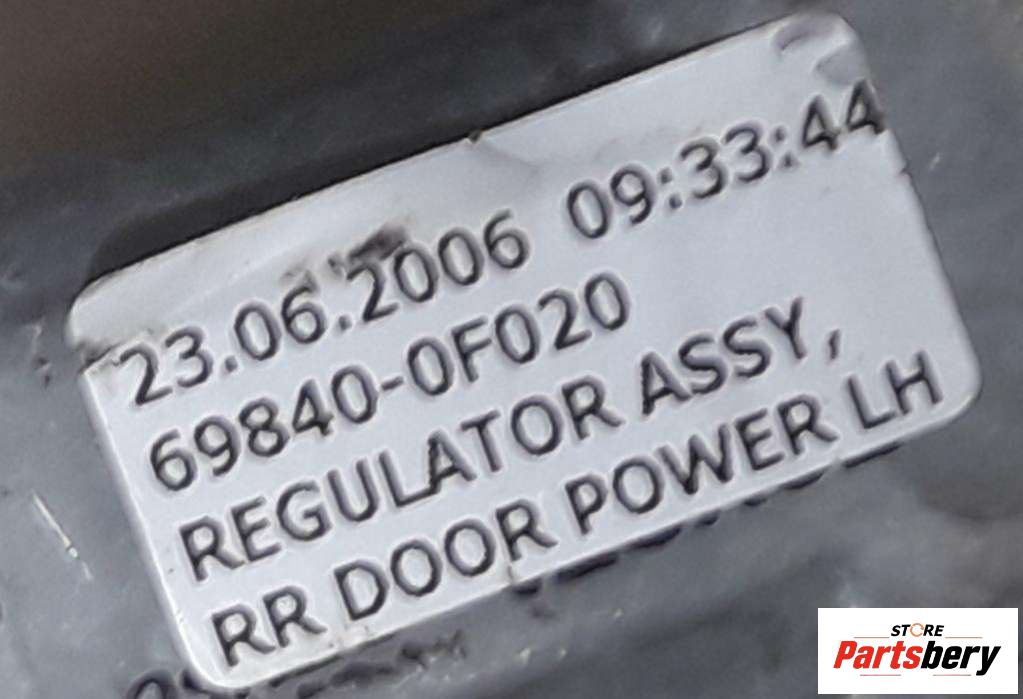 23.06.2006 09:33:44
69840-0F020
REGULATOR ASSY,
RR DOOR POWER LH
STORE
Partsbery